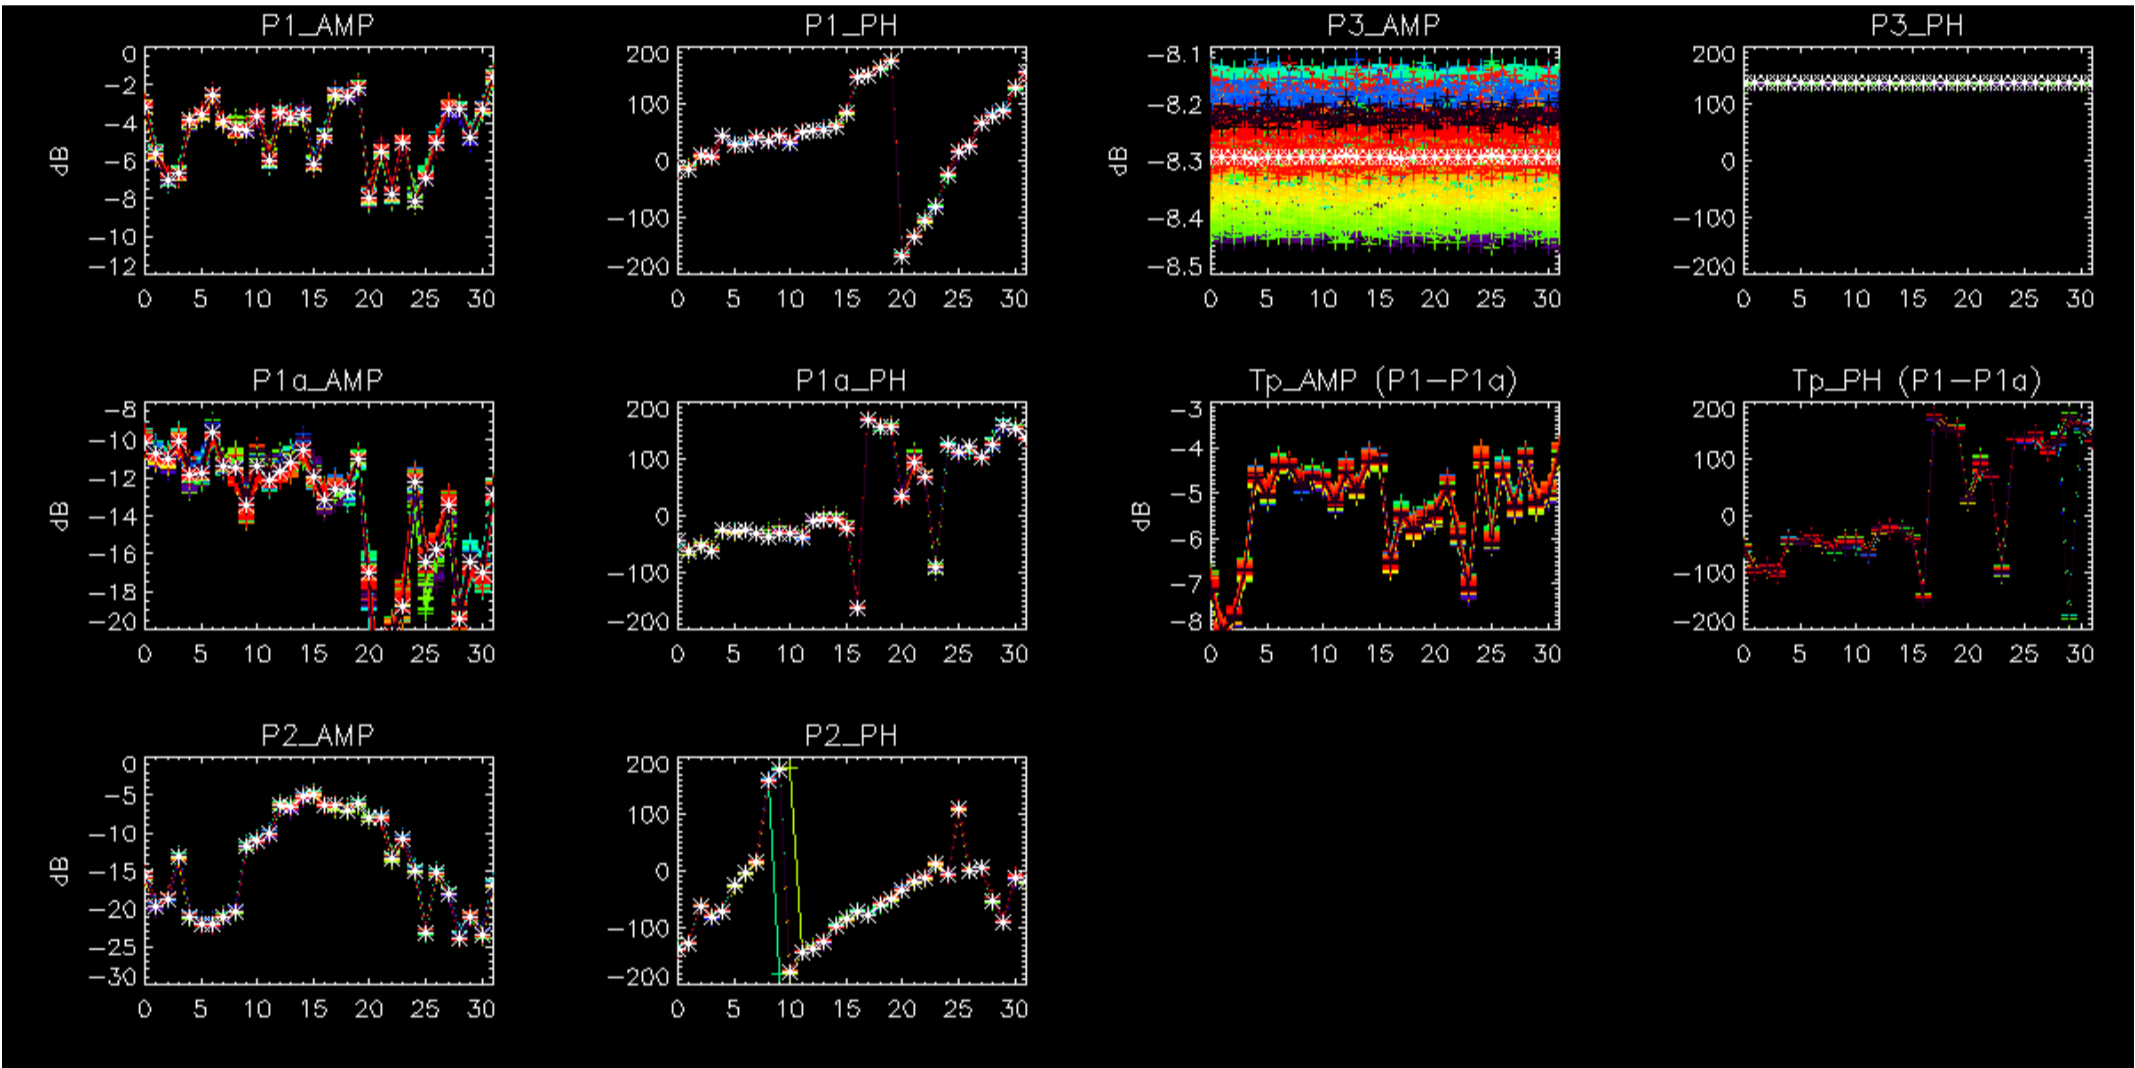 P1_AMP
0
−2
−4
−6
−8
−10
−12
dB
0 5 10 15 20 25 30
P1_PH
200
100
0
−100
−200
0 5 10 15 20 25 30
P3_AMP
−8.1
−8.2
−8.3
−8.4
−8.5
dB
0 5 10 15 20 25 30
P3_PH
200
100
0
−100
−200
0 5 10 15 20 25 30
P1a_AMP
−8
−10
−12
−14
−16
−18
−20
dB
0 5 10 15 20 25 30
P1a_PH
200
100
0
−100
−200
0 5 10 15 20 25 30
Tp_AMP (P1−P1a)
−3
−4
−5
−6
−7
−8
dB
0 5 10 15 20 25 30
Tp_PH (P1−P1a)
200
100
0
−100
−200
0 5 10 15 20 25 30
P2_AMP
0
−5
−10
−15
−20
−25
−30
dB
0 5 10 15 20 25 30
P2_PH
200
100
0
−100
−200
0 5 10 15 20 25 30